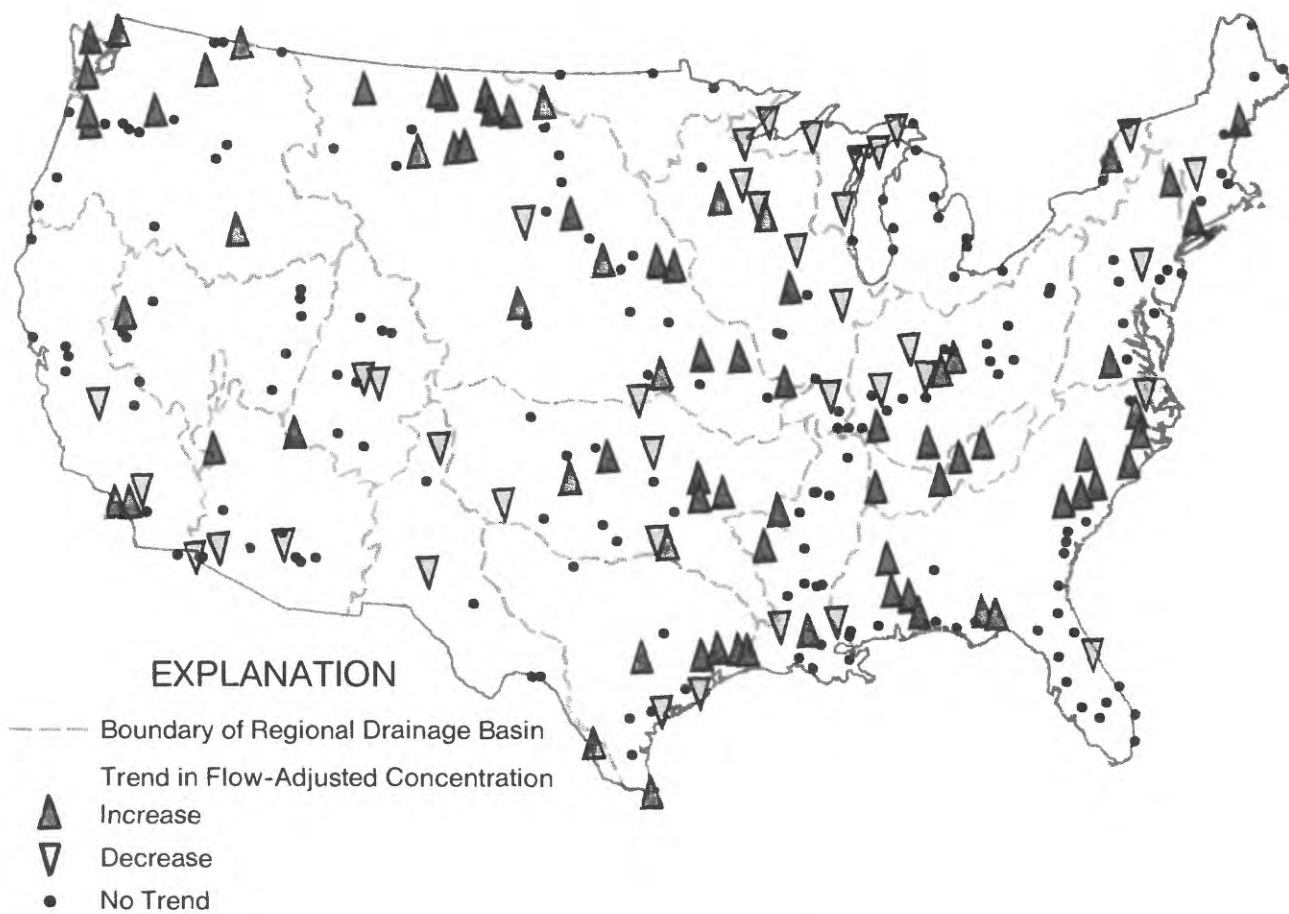 EXPLANATION
Boundary of Regional Drainage Basin
Trend in Flow-Adjusted Concentration
Increase
Decrease
No Trend